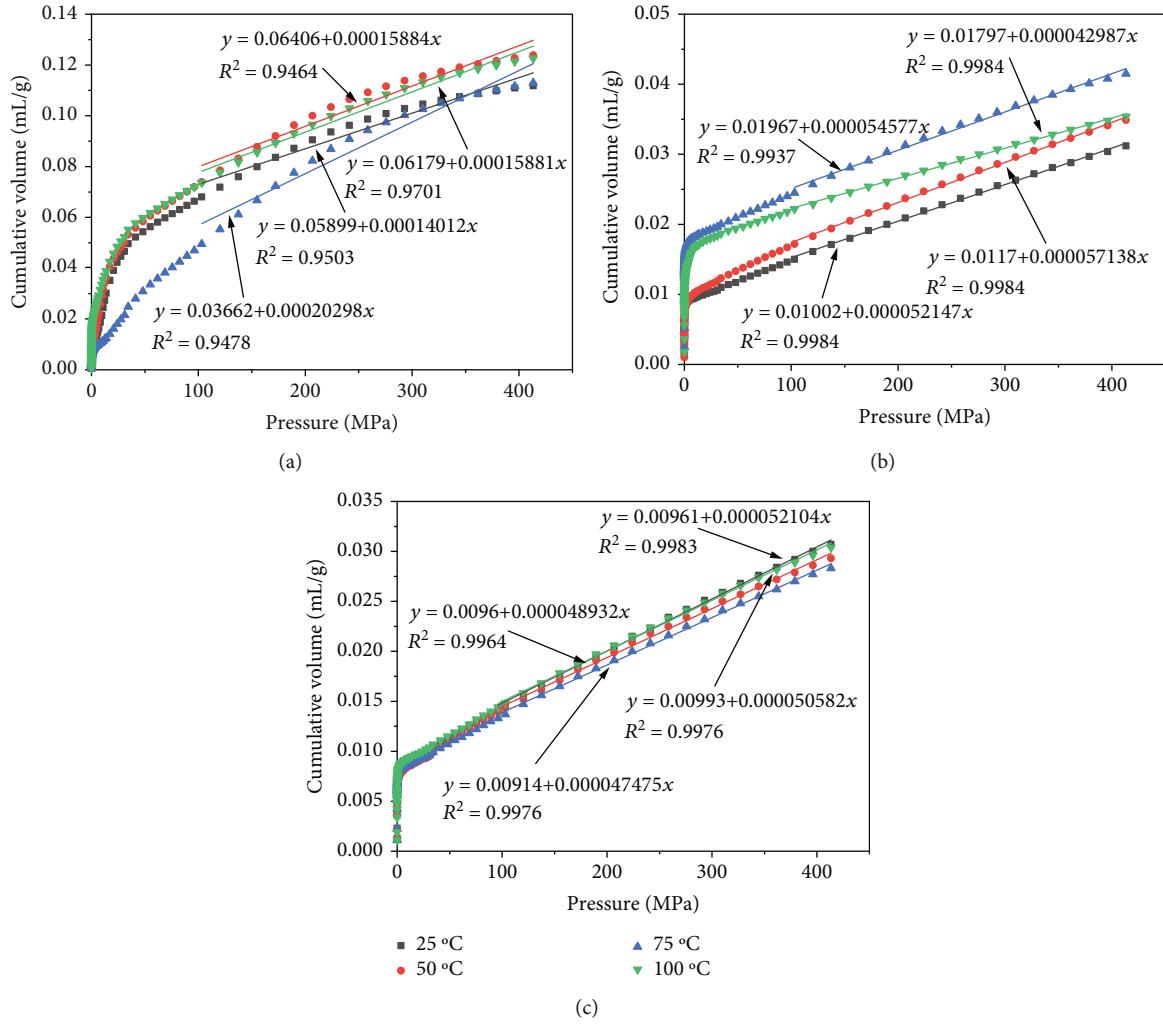 (a)
Cumulative volume (mL/g)
0.14
0.12
0.10
0.08
0.06
0.04
0.02
0.00
0
100
200
300
400
Pressure (MPa)
y = 0.06406+0.00015884x
R² = 0.9464
y = 0.06179+0.00015881x
R² = 0.9701
y = 0.05899+0.00014012x
R² = 0.9503
y = 0.03662+0.00020298x
R² = 0.9478
(b)
Cumulative volume (mL/g)
0.05
0.04
0.03
0.02
0.01
0.00
0
100
200
300
400
Pressure (MPa)
y = 0.01797+0.000042987x
R² = 0.9984
y = 0.01967+0.000054577x
R² = 0.9937
y = 0.0117+0.000057138x
R² = 0.9984
y = 0.01002+0.000052147x
R² = 0.9984
Cumulative volume (mL/g)
0.035
0.030
0.025
0.020
0.015
0.010
0.005
0.000
0
100
200
300
400
Pressure (MPa)
y = 0.00961+0.000052104x
R² = 0.9983
y = 0.0096+0.000048932x
R² = 0.9964
y = 0.00993+0.000050582x
R² = 0.9976
y = 0.00914+0.000047475x
R² = 0.9976
25 ºC
50 ºC
75 ºC
100 ºC
(c)